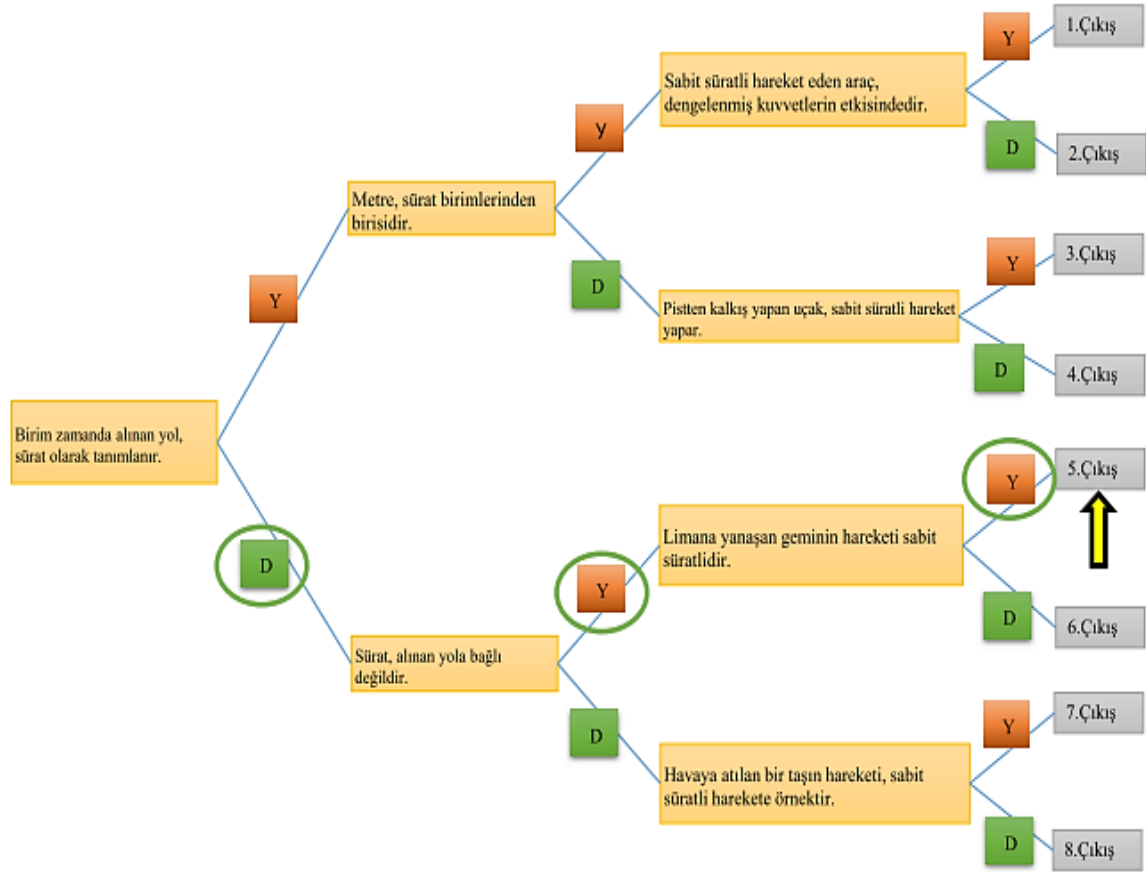 Y
1.Çıkış
Sabit süratli hareket eden araç,
dengelenmiş kuvvetlerin etkisindedir.
y
D
2.Çıkış
Metre, sürat birimlerinden
birisidir.
Y
3.Çıkış
D
Y
Pistten kalkış yapan uçak, sabit süratli hareket
yapar.
D
4.Çıkış
Birim zamanda alınan yol,
sürat olarak tanımlanır.
Y
5.Çıkış
D
Limana yanaşan geminin hareketi sabit
süratlidir.
Y
D
6.Çıkış
Sürat, alınan yola bağlı
değildir.
Y
7.Çıkış
D
Havaya atılan bir taşın hareketi, sabit
süratli harekete örnektir.
D
8.Çıkış